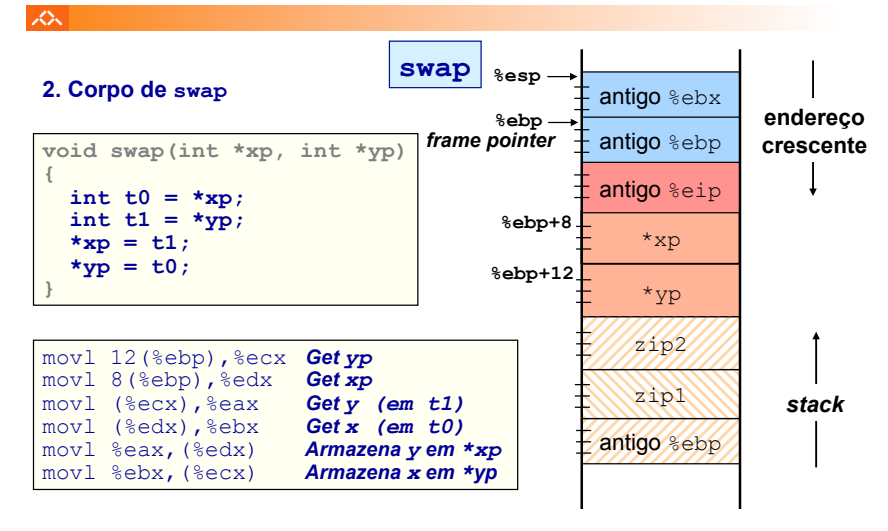 swap
2. Corpo de swap
void swap(int *xp, int *yp)
{
int t0 = *xp;
int t1 = *yp;
*xp = t1;
*yp = t0;
}
movl 12(%ebp),%ecx Get yp
movl 8(%ebp),%edx Get xp
movl (%ecx),%eax Get y (em t1)
movl (%edx),%ebx Get x (em t0)
movl %eax,(%edx) Armazena y em *xp
movl %ebx,(%ecx) Armazena x em *yp
%esp
%ebp
frame pointer
%ebp+8
%ebp+12
antigo %ebx
antigo %ebp
antigo %eip
*xp
*yp
zip2
zip1
antigo %ebp
endereço
crescente
stack